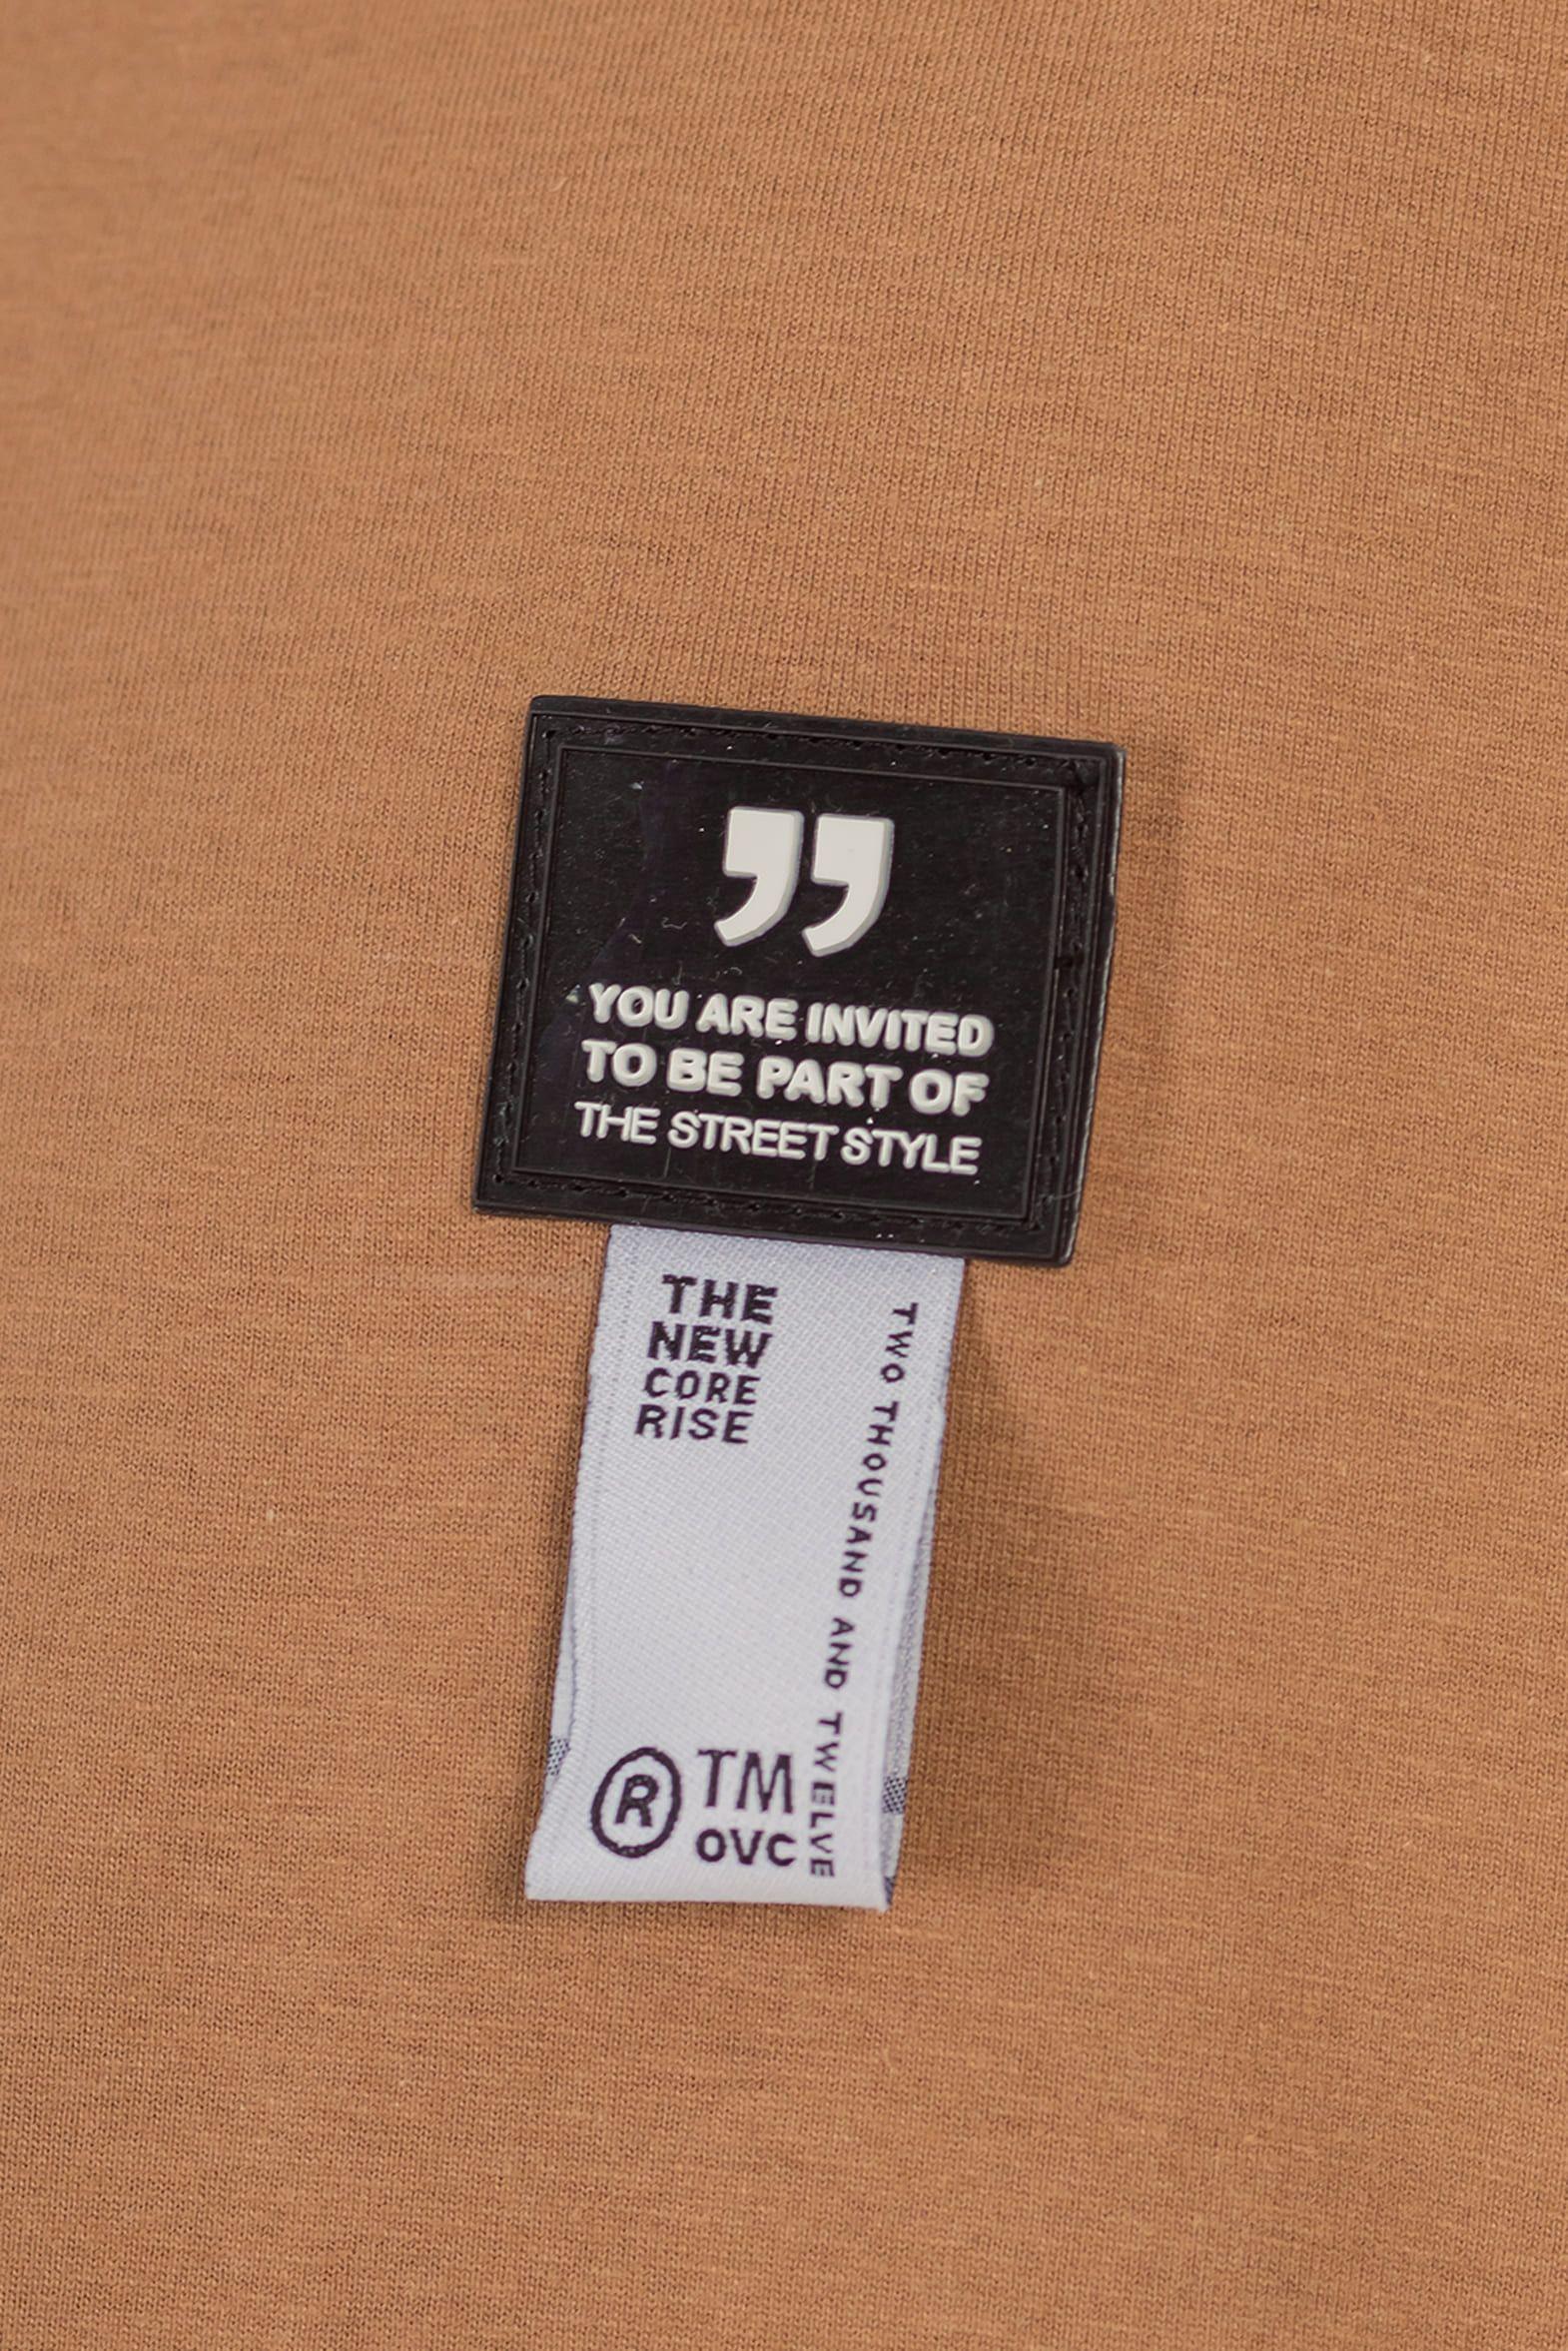 ”
YOU ARE INVITED
TO BE PART OF
THE STREET STYLE
THE
NEW
CORE
RISE
TWO THOUSAND AND TWELVE
® TM
OVC